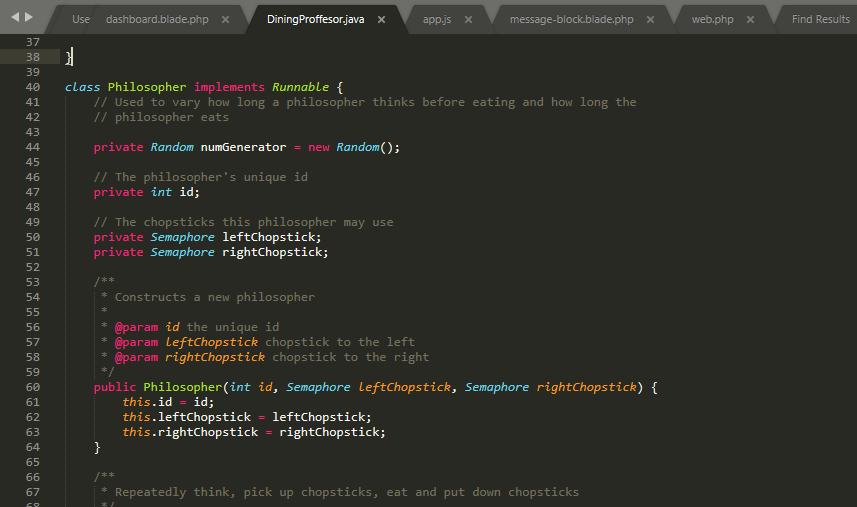 Use dashboard.blade.php × DiningProffesor.java × app.js × message-block.blade.php × web.php × Find Results
37
38 }
39
40 class Philosopher implements Runnable {
41 // Used to vary how long a philosopher thinks before eating and how long the
42 // philosopher eats
43
44 private Random numGenerator = new Random();
45
46 // The philosopher's unique id
47 private int id;
48
49 // The chopsticks this philosopher may use
50 private Semaphore leftChopstick;
51 private Semaphore rightChopstick;
52
53 /**
54 * Constructs a new philosopher
55 *
56 * @param id the unique id
57 * @param leftChopstick chopstick to the left
58 * @param rightChopstick chopstick to the right
59 */
60 public Philosopher(int id, Semaphore leftChopstick, Semaphore rightChopstick) {
61 this.id = id;
62 this.leftChopstick = leftChopstick;
63 this.rightChopstick = rightChopstick;
64 }
65
66 /**
67 * Repeatedly think, pick up chopsticks, eat and put down chopsticks
68 */